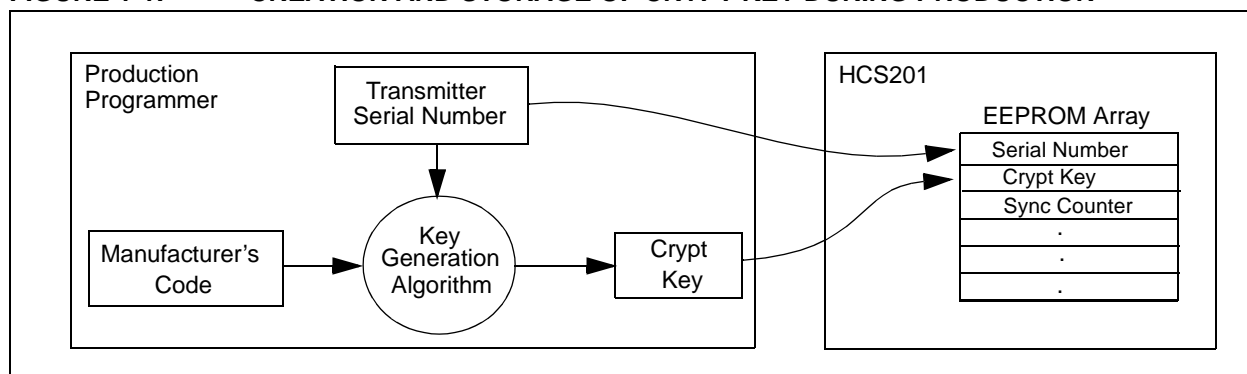 Production
Programmer
Transmitter
Serial Number
Manufacturer's
Code
Key
Generation
Algorithm
Crypt
Key
HCS201
EEPROM Array
Serial Number
Crypt Key
Sync Counter
.
.
.